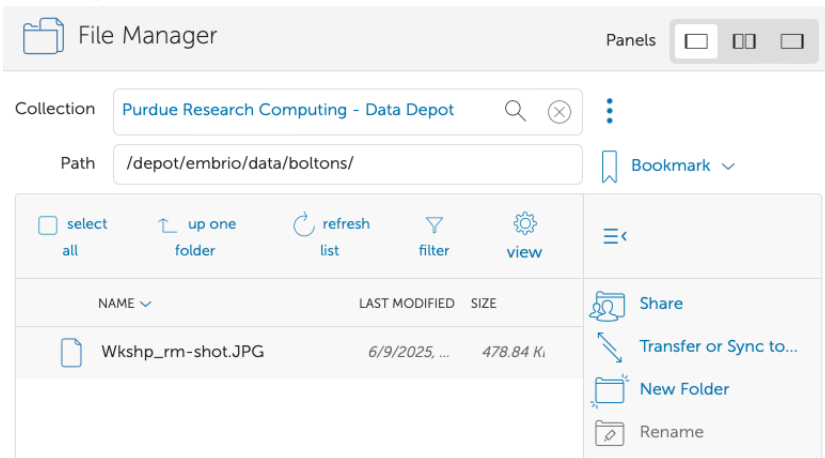 File Manager
Panels
Collection
Purdue Research Computing - Data Depot
Path
/depot/embrio/data/boltons/
Bookmark
select all
up one folder
refresh list
filter
view
NAME
LAST MODIFIED
SIZE
Wkshp_rm-shot.JPG
6/9/2025, ...
478.84 K
Share
Transfer or Sync to...
New Folder
Rename